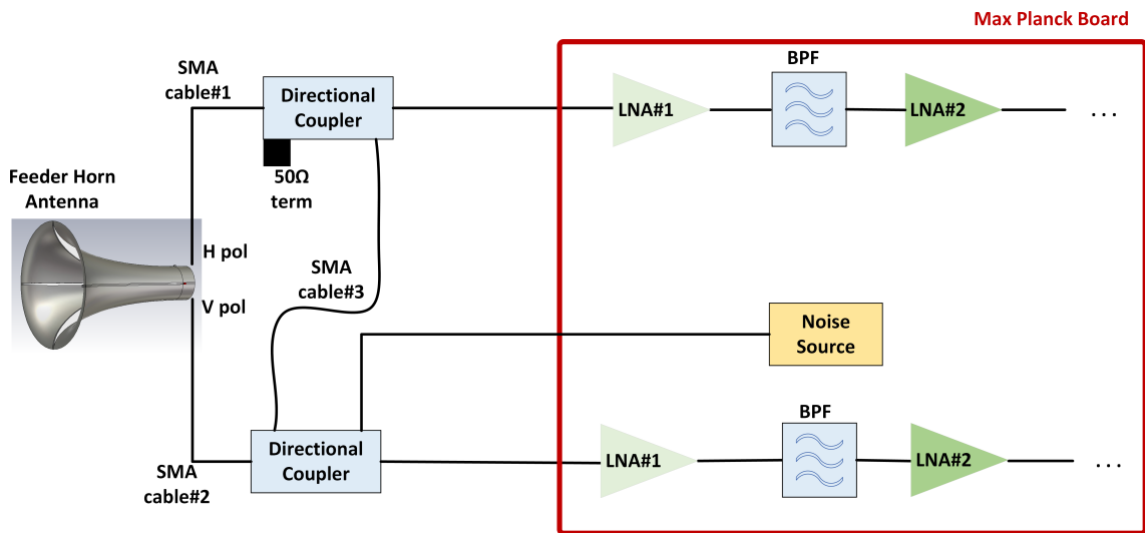 Max Planck Board
SMA
cable#1
Directional
Coupler
LNA#1
BPF
LNA#2
...
50Ω
term
Feeder Horn
Antenna
H pol
V pol
SMA
cable#3
Noise
Source
SMA
cable#2
Directional
Coupler
LNA#1
BPF
LNA#2
...